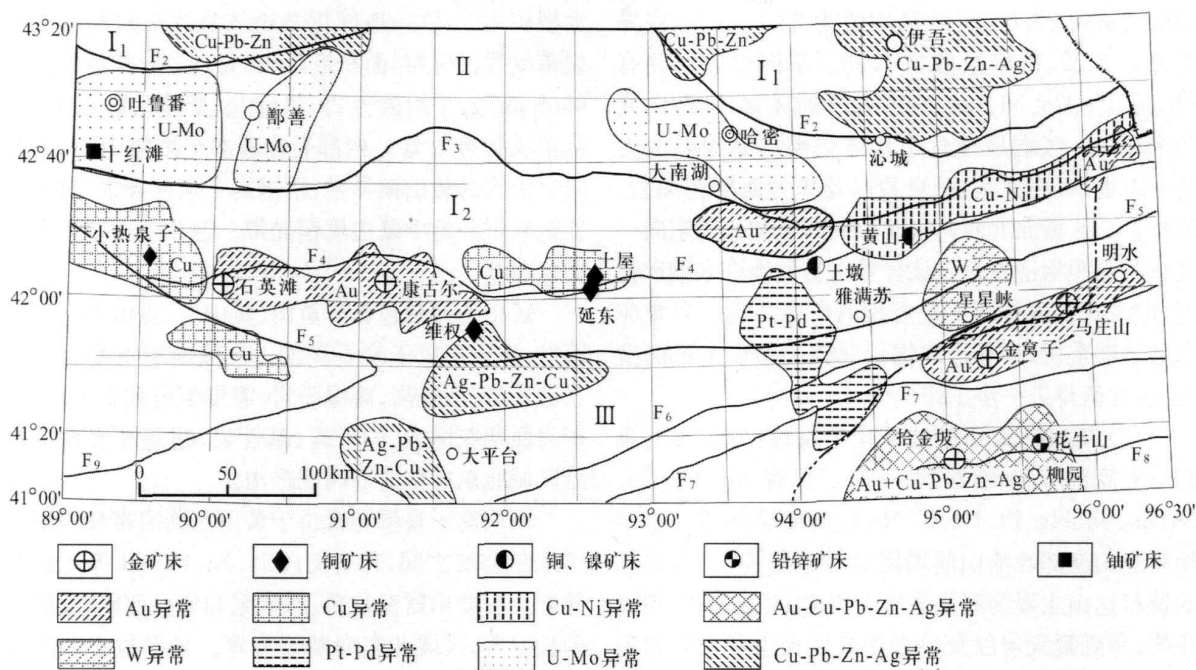 43°20′
I₁
F₂
Cu-Pb-Zn
II
Cu-Pb-Zn
I₁
伊吾
Cu-Pb-Zn-Ag
吐鲁番
U-Mo
鄯善
U-Mo
U-Mo
哈密
F₂
沁城
Au
42°40′
十红滩
F₃
大南湖
Cu-Ni
I₂
Au
黄山
F₅
小热泉子
Cu
F₄
石英滩
Au
康古尔
Cu
土屋
延东
F₄
土墩
W
明水
42°00′
雅满苏
星星峡
马庄山
Pt-Pd
维权
F₅
Cu
金窝子
Au
Ag-Pb-Zn-Cu
III
F₆
F₇
41°20′
F₉
Ag-Pb-
Zn-Cu
大平台
F₇
拾金坡
花牛山
F₈
柳园
Au+Cu-Pb-Zn-Ag
0 50 100km
41°00′
89°00′ 90°00′ 91°00′ 92°00′ 93°00′ 94°00′ 95°00′ 96°00′ 96°30′
金矿床 铜矿床 铜、镍矿床 铅锌矿床 铀矿床
Au异常 Cu异常 Cu-Ni异常 Au-Cu-Pb-Zn-Ag异常
W异常 Pt-Pd异常 U-Mo异常 Cu-Pb-Zn-Ag异常